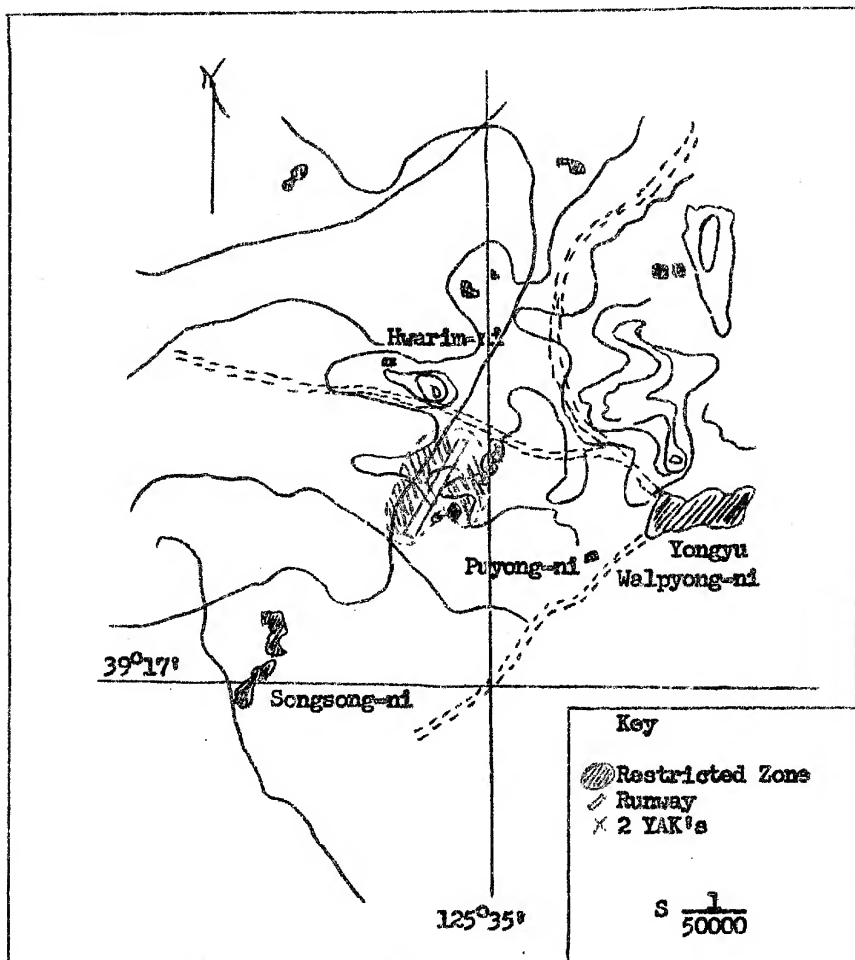 N
Hwarim-ni
Puyong-ni
Yongyu
Walpyong-ni
39°17'
Songsong-ni
Key
Restricted Zone
Runway
2 YAK's
125°35'
S 1/50000